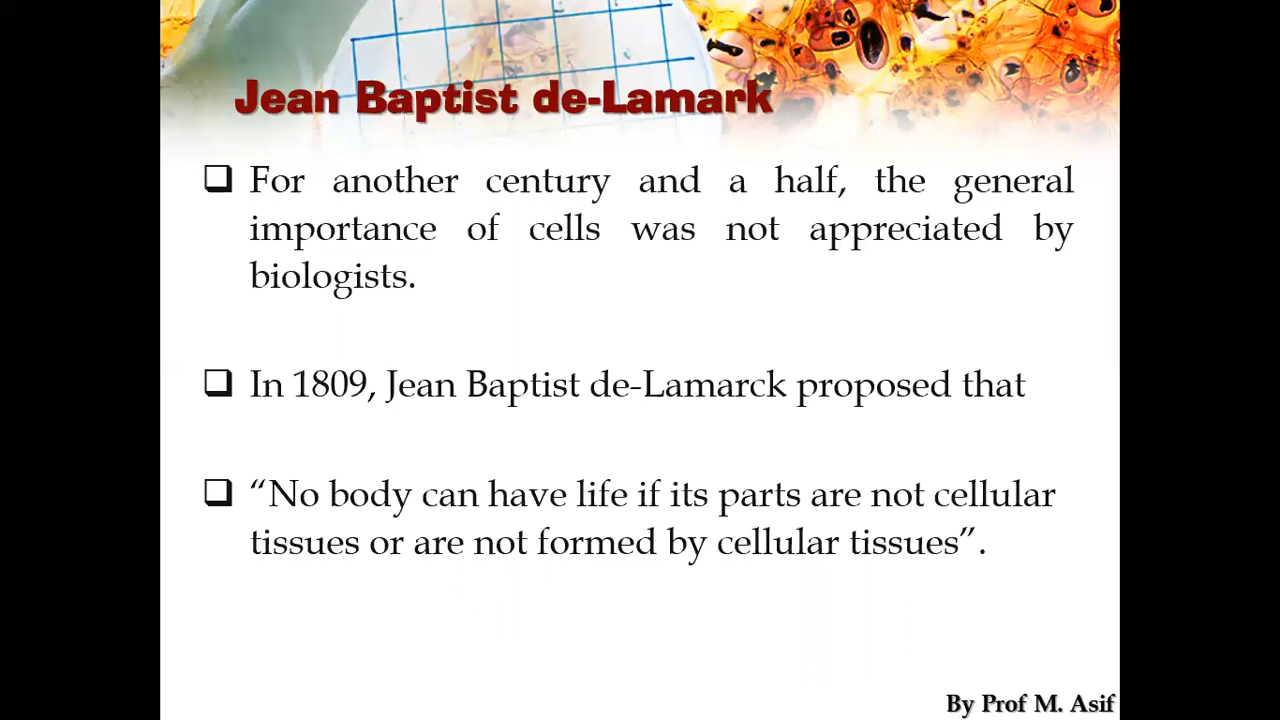 Jean Baptist de-Lamark
❑ For another century and a half, the general
importance of cells was not appreciated by
biologists.
❑ In 1809, Jean Baptist de-Lamarck proposed that
❑ “No body can have life if its parts are not cellular
tissues or are not formed by cellular tissues”.
By Prof M. Asif